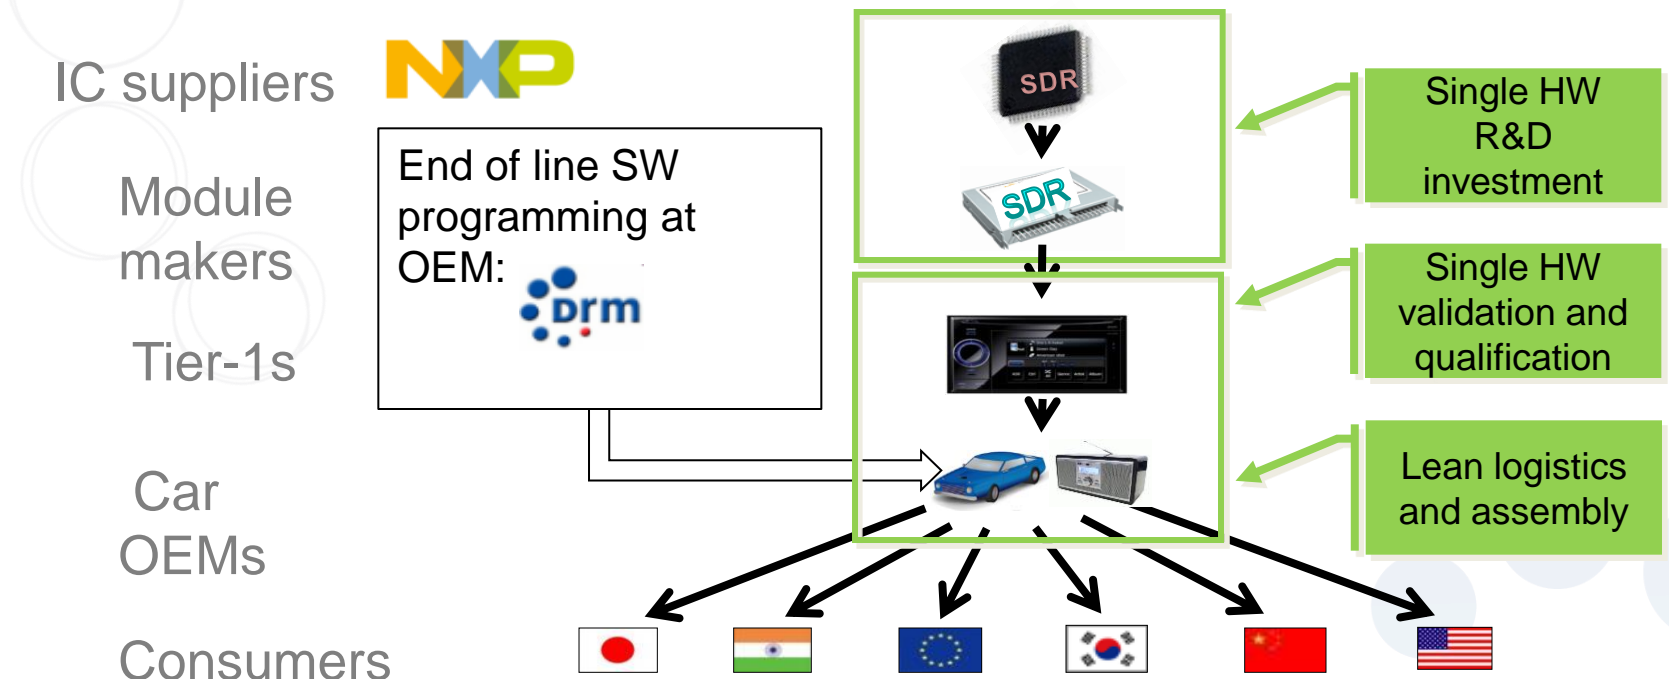 IC suppliers
NXP
SDR
Single HW
R&D
investment
End of line SW
programming at
OEM:
Drm
Module
makers
SDR
Single HW
validation and
qualification
Tier-1s
Lean logistics
and assembly
Car
OEMs
Consumers